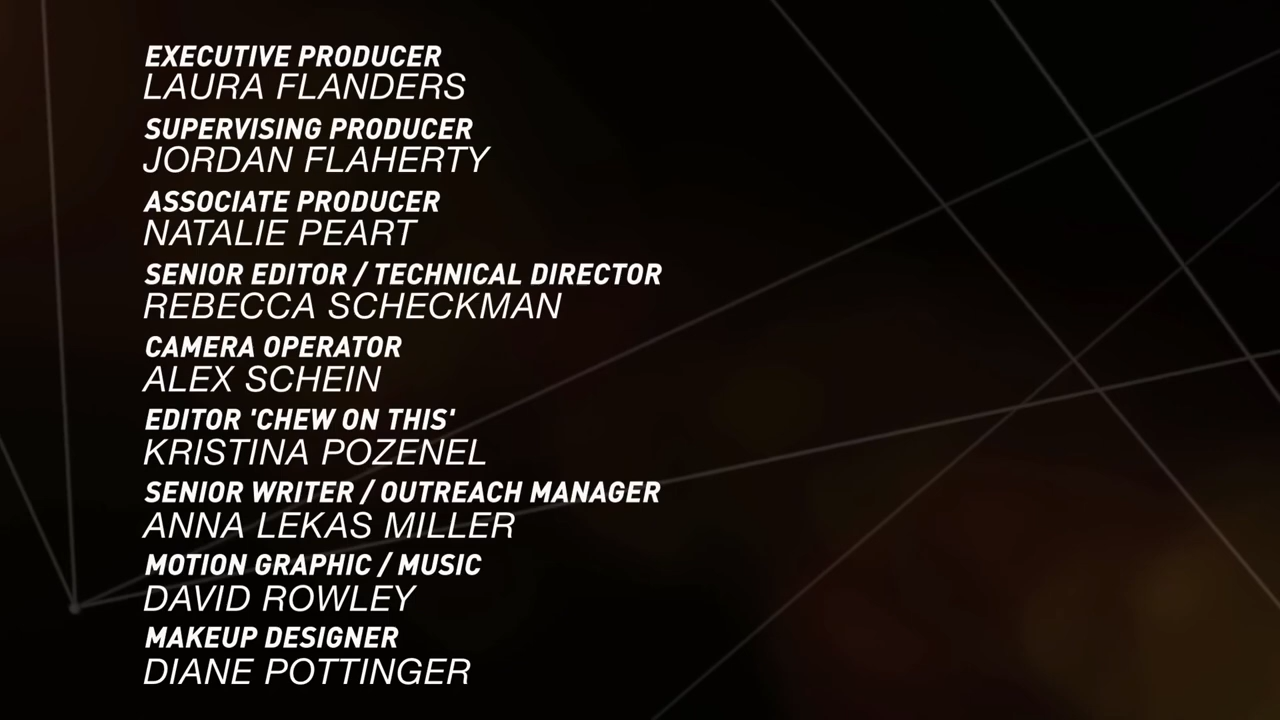 EXECUTIVE PRODUCER
LAURA FLANDERS
SUPERVISING PRODUCER
JORDAN FLAHERTY
ASSOCIATE PRODUCER
NATALIE PEART
SENIOR EDITOR / TECHNICAL DIRECTOR
REBECCA SCHECKMAN
CAMERA OPERATOR
ALEX SCHEIN
EDITOR 'CHEW ON THIS'
KRISTINA POZENEL
SENIOR WRITER / OUTREACH MANAGER
ANNA LEKAS MILLER
MOTION GRAPHIC / MUSIC
DAVID ROWLEY
MAKEUP DESIGNER
DIANE POTTINGER